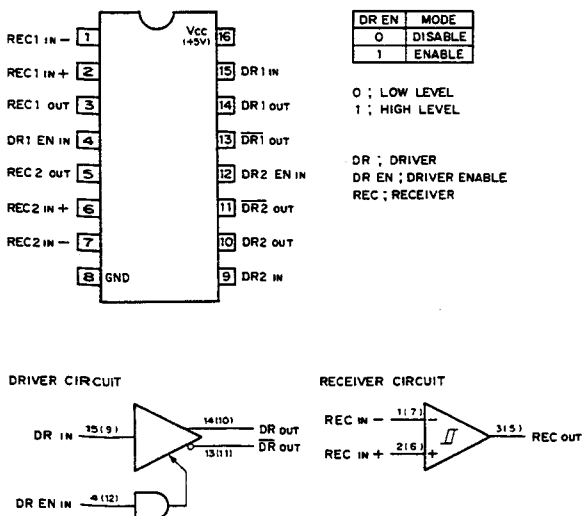 REC1 IN − 1
REC1 IN + 2
REC1 OUT 3
DR1 EN IN 4
REC2 OUT 5
REC2 IN + 6
REC2 IN − 7
8 GND
Vcc 16
(+5V)
15 DR1 IN
14 DR1 OUT
13 D̅R̅1̅ OUT
12 DR2 EN IN
11 D̅R̅2̅ OUT
10 DR2 OUT
9 DR2 IN
DR EN MODE
0 DISABLE
1 ENABLE
0 ; LOW LEVEL
1 ; HIGH LEVEL
DR ; DRIVER
DR EN ; DRIVER ENABLE
REC ; RECEIVER
DRIVER CIRCUIT
DR IN 15(9)
14(10) DR OUT
13(11) D̅R̅ OUT
DR EN IN 4(12)
RECEIVER CIRCUIT
REC IN − 1(7) −
REC IN + 2(6) +
3(5) REC OUT